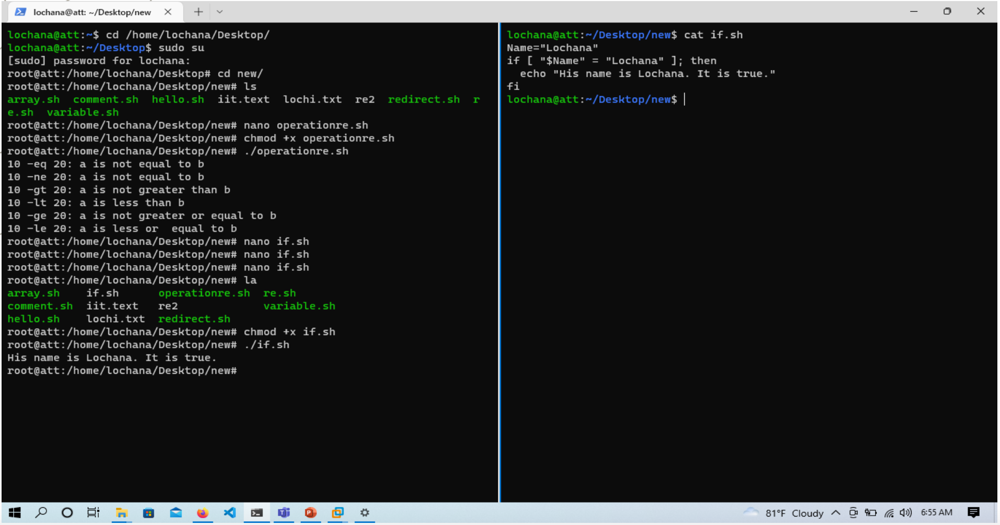 lochana@att: ~/Desktop/new
lochana@att:~$ cd /home/lochana/Desktop/
lochana@att:~/Desktop$ sudo su
[sudo] password for lochana:
root@att:/home/lochana/Desktop# cd new/
root@att:/home/lochana/Desktop/new# ls
array.sh  comment.sh  hello.sh  iit.text  lochi.txt  re2  redirect.sh  r
e.sh  variable.sh
root@att:/home/lochana/Desktop/new# nano operationre.sh
root@att:/home/lochana/Desktop/new# chmod +x operationre.sh
root@att:/home/lochana/Desktop/new# ./operationre.sh
10 -eq 20: a is not equal to b
10 -ne 20: a is not equal to b
10 -gt 20: a is not greater than b
10 -lt 20: a is less than b
10 -ge 20: a is not greater or equal to b
10 -le 20: a is less or  equal to b
root@att:/home/lochana/Desktop/new# nano if.sh
root@att:/home/lochana/Desktop/new# nano if.sh
root@att:/home/lochana/Desktop/new# nano if.sh
root@att:/home/lochana/Desktop/new# la
array.sh    if.sh      operationre.sh  re.sh
comment.sh  iit.text   re2             variable.sh
hello.sh    lochi.txt  redirect.sh
root@att:/home/lochana/Desktop/new# chmod +x if.sh
root@att:/home/lochana/Desktop/new# ./if.sh
His name is Lochana. It is true.
root@att:/home/lochana/Desktop/new#
lochana@att:~/Desktop/new$ cat if.sh
Name="Lochana"
if [ "$Name" = "Lochana" ]; then
  echo "His name is Lochana. It is true."
fi
lochana@att:~/Desktop/new$
81°F Cloudy
6:55 AM